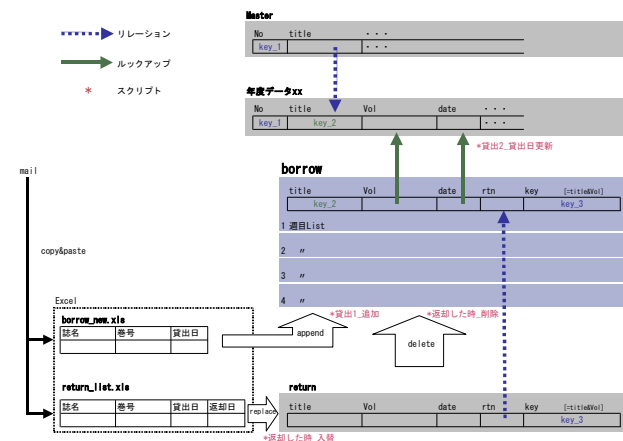 Master
リレーション
No title ・・・
key_1 ・・・
ルックアップ
* スクリプト
年度データxx
No title Vol date ・・・
key_1 key_2 ・・・
*貸出2_貸出日更新
mail
borrow
title Vol date rtn key [=title&Vol]
key_2 key_3
1 週目List
2 〃
3 〃
4 〃
copy&paste
Excel
borrow_new.xls
誌名 巻号 貸出日
*貸出1_追加
append
*返却した時_削除
delete
return_list.xls
誌名 巻号 貸出日 返却日
replace
*返却した時_入替
return
title Vol date rtn key [=title&Vol]
key_3